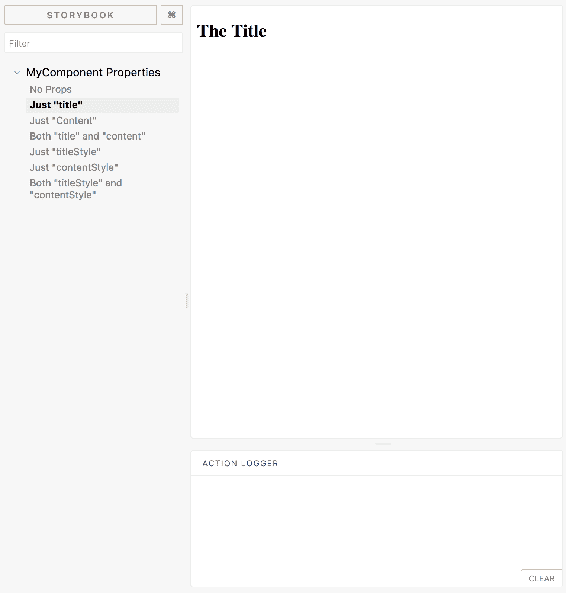 STORYBOOK
⌘
Filter
MyComponent Properties
No Props
Just "title"
Just "Content"
Both "title" and "content"
Just "titleStyle"
Just "contentStyle"
Both "titleStyle" and
"contentStyle"
The Title
ACTION LOGGER
CLEAR